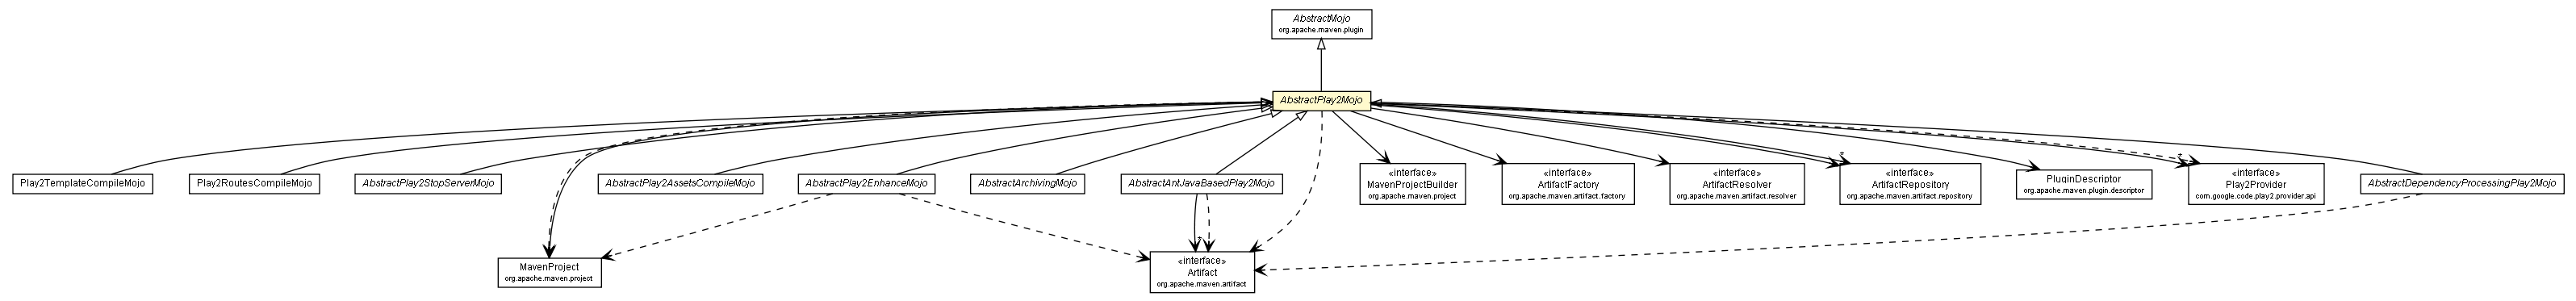 AbstractMojo
org.apache.maven.plugin
AbstractPlay2Mojo
Play2TemplateCompileMojo
Play2RoutesCompileMojo
AbstractPlay2StopServerMojo
AbstractPlay2AssetsCompileMojo
AbstractPlay2EnhanceMojo
AbstractArchivingMojo
AbstractAntJavaBasedPlay2Mojo
«interface»
MavenProjectBuilder
org.apache.maven.project
«interface»
ArtifactFactory
org.apache.maven.artifact.factory
«interface»
ArtifactResolver
org.apache.maven.artifact.resolver
*
«interface»
ArtifactRepository
org.apache.maven.artifact.repository
PluginDescriptor
org.apache.maven.plugin.descriptor
*
«interface»
Play2Provider
com.google.code.play2.provider.api
AbstractDependencyProcessingPlay2Mojo
MavenProject
org.apache.maven.project
*
«interface»
Artifact
org.apache.maven.artifact